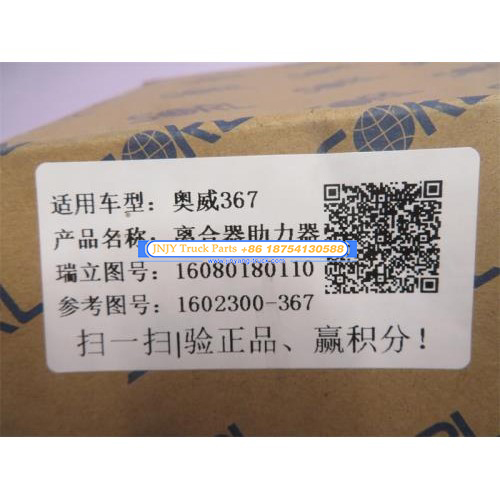 适用车型：奥威367
产品名称：离合器助力器
JNJY Truck Parts +86 18754130588
瑞立图号：16080180110
参考图号：1602300-367
扫一扫|验正品、赢积分！
SORL